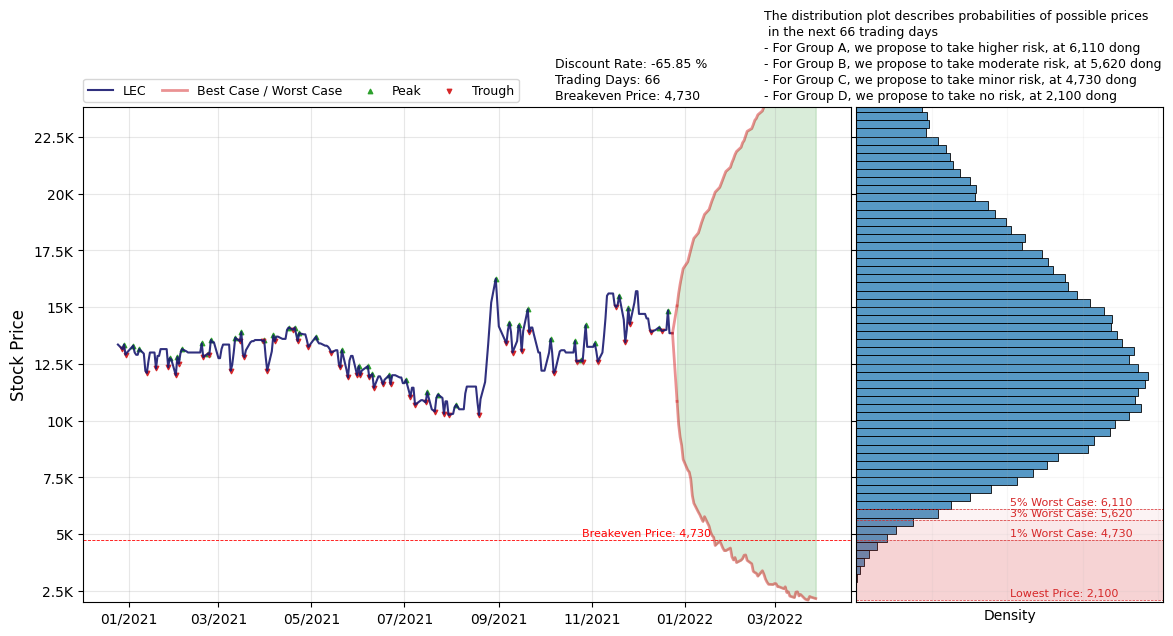 The distribution plot describes probabilities of possible prices
in the next 66 trading days
- For Group A, we propose to take higher risk, at 6,110 dong
- For Group B, we propose to take moderate risk, at 5,620 dong
- For Group C, we propose to take minor risk, at 4,730 dong
- For Group D, we propose to take no risk, at 2,100 dong
Discount Rate: -65.85 %
Trading Days: 66
Breakeven Price: 4,730
LEC
Best Case / Worst Case
Peak
Trough
Stock Price
22.5K
20K
17.5K
15K
12.5K
10K
7.5K
5K
2.5K
Breakeven Price: 4,730
01/2021
03/2021
05/2021
07/2021
09/2021
11/2021
01/2022
03/2022
5% Worst Case: 6,110
3% Worst Case: 5,620
1% Worst Case: 4,730
Lowest Price: 2,100
Density